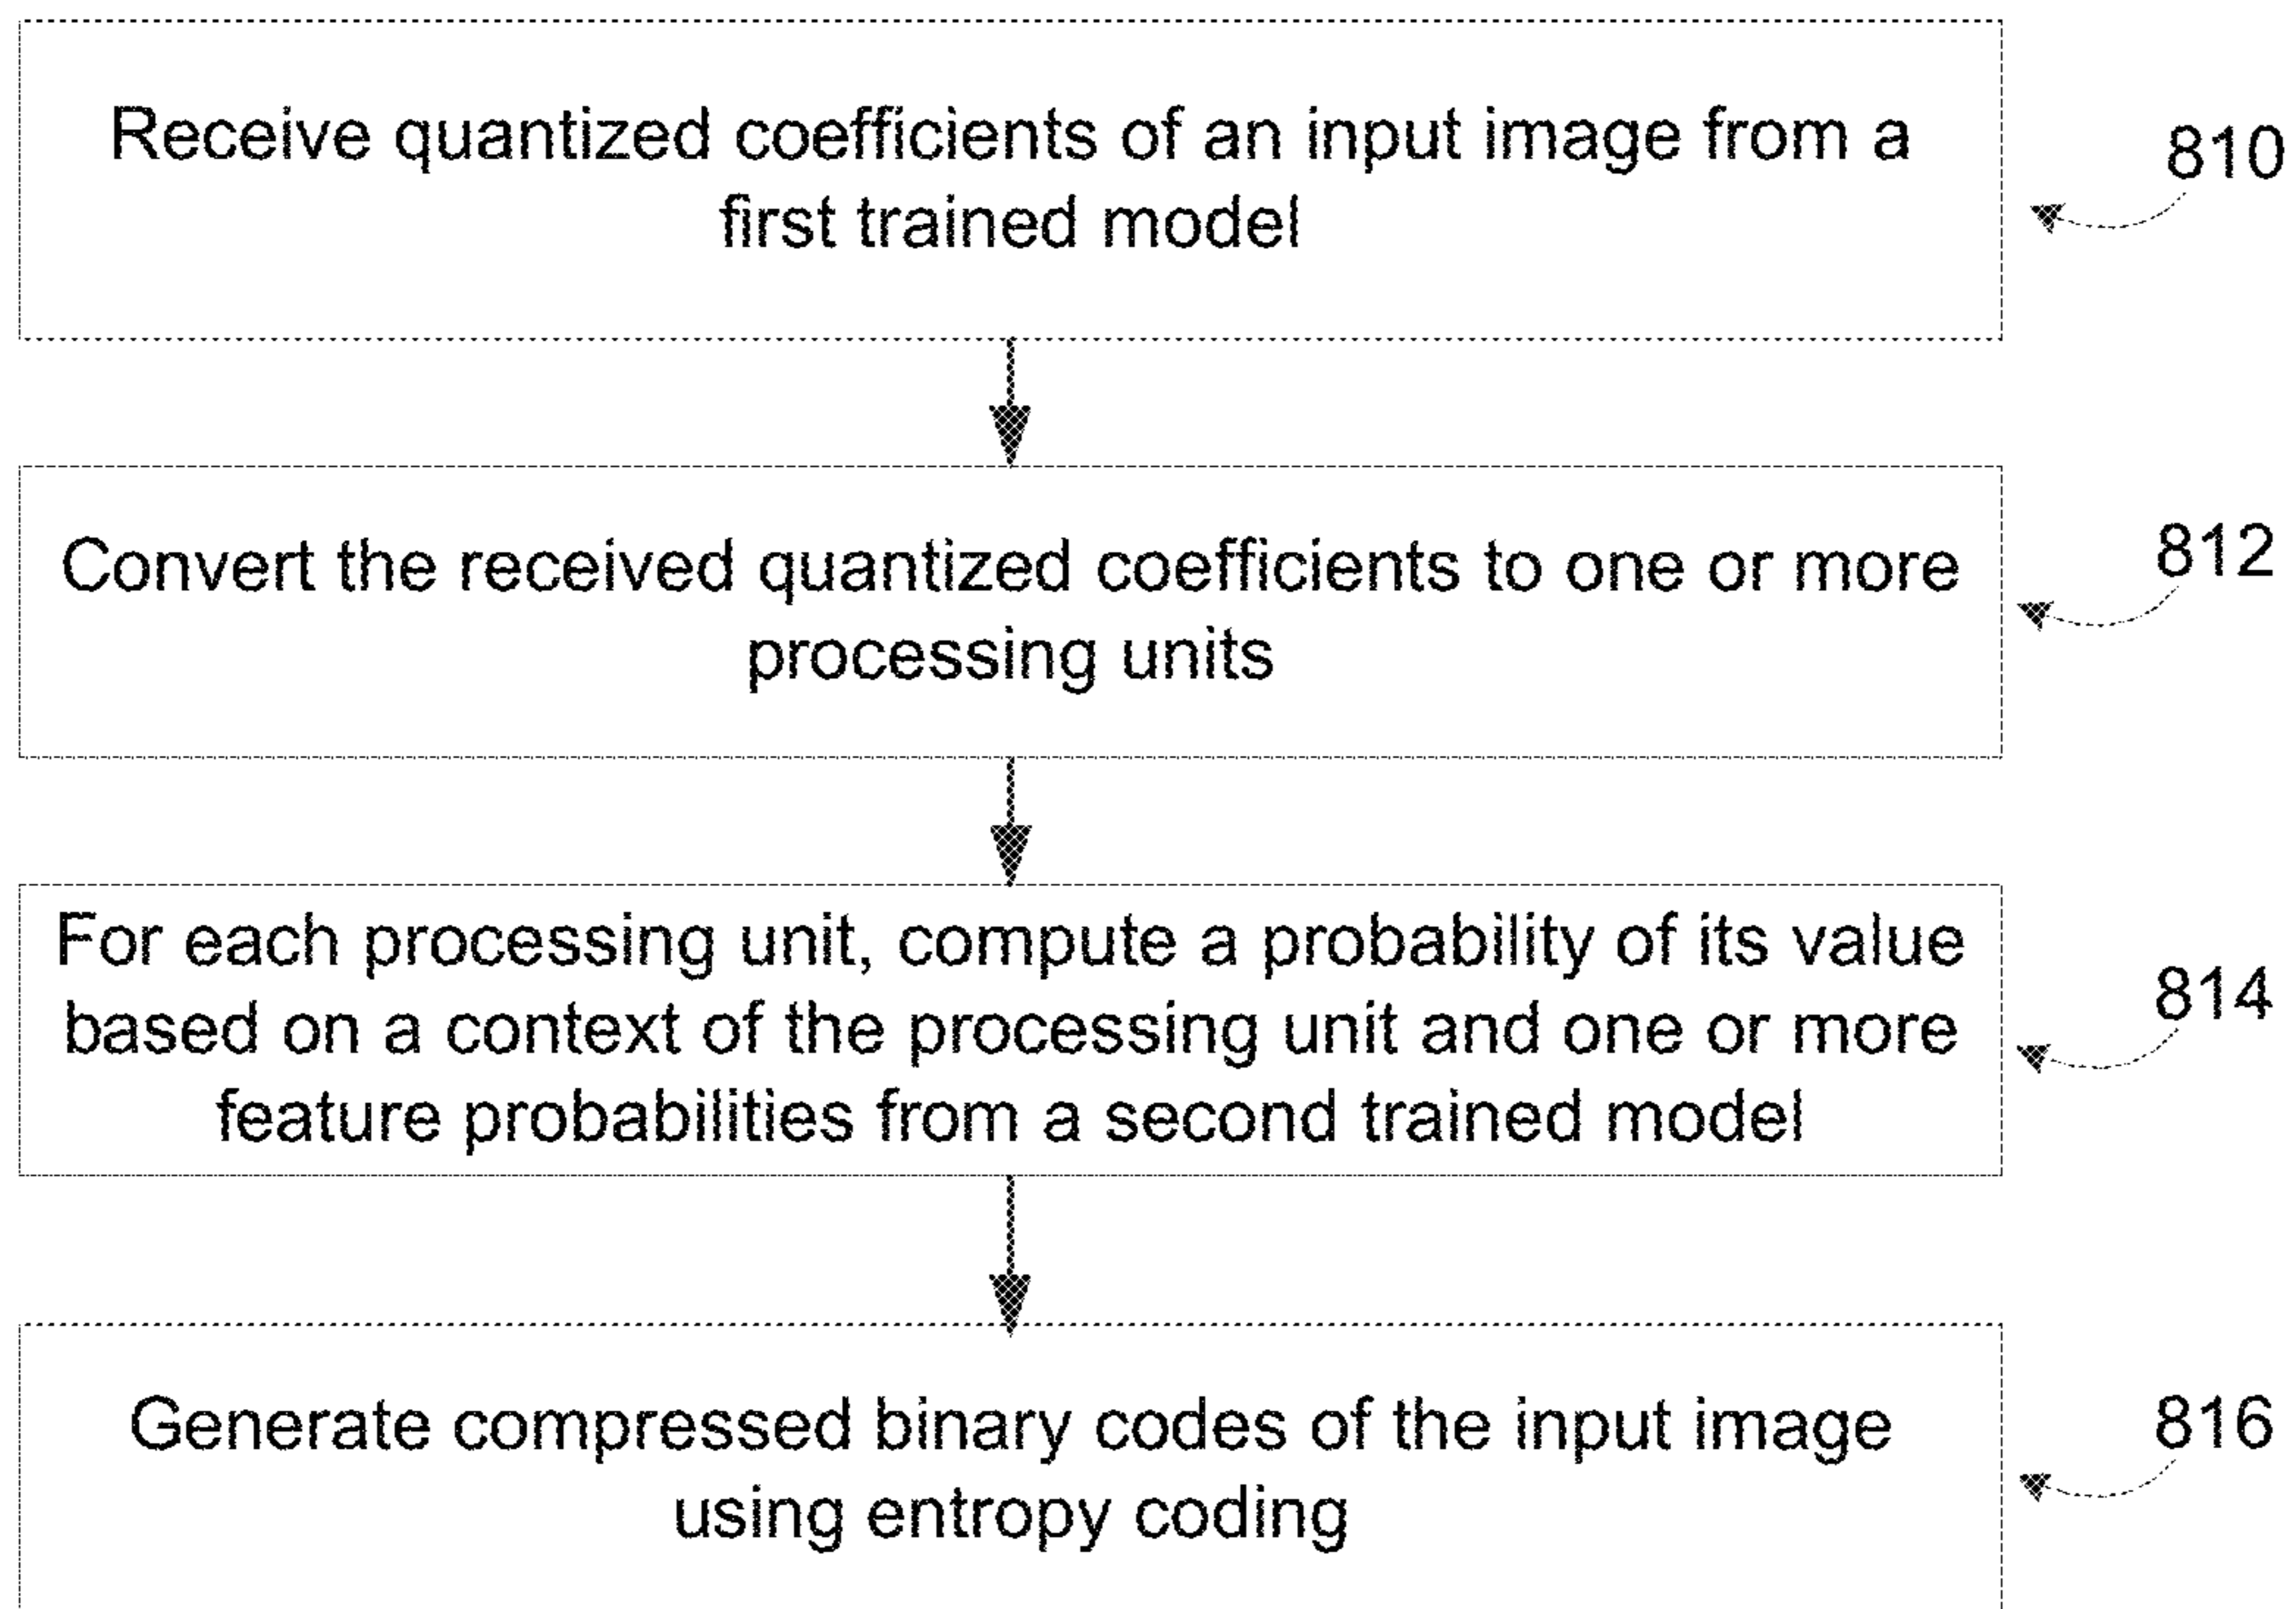 Receive quantized coefficients of an input image from a
first trained model
810
Convert the received quantized coefficients to one or more
processing units
812
For each processing unit, compute a probability of its value
based on a context of the processing unit and one or more
feature probabilities from a second trained model
814
Generate compressed binary codes of the input image
using entropy coding
816